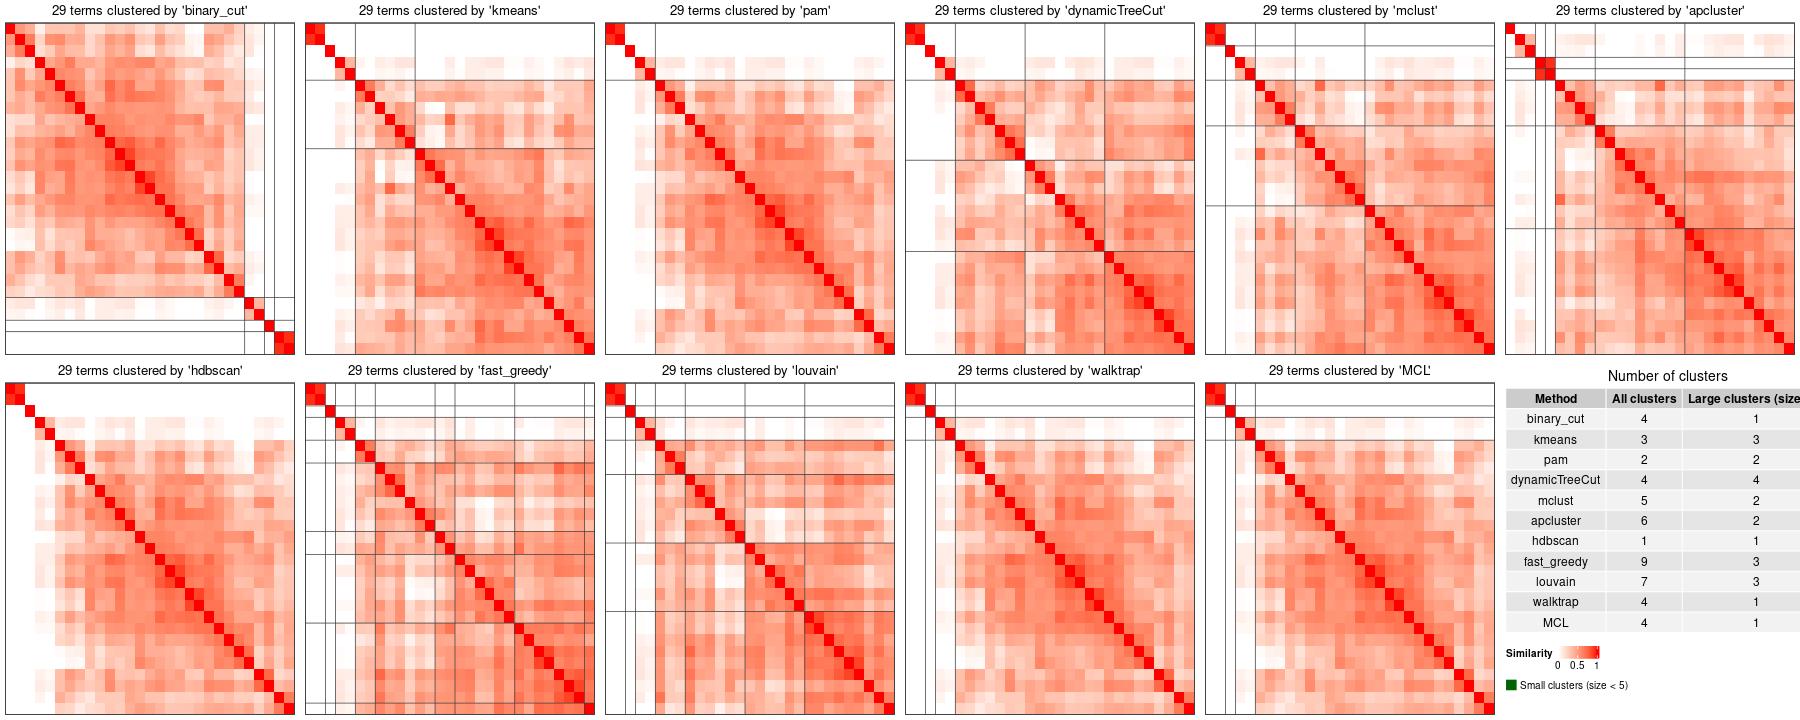 29 terms clustered by 'binary_cut'
29 terms clustered by 'kmeans'
29 terms clustered by 'pam'
29 terms clustered by 'dynamicTreeCut'
29 terms clustered by 'mclust'
29 terms clustered by 'apcluster'
29 terms clustered by 'hdbscan'
29 terms clustered by 'fast_greedy'
29 terms clustered by 'louvain'
29 terms clustered by 'walktrap'
29 terms clustered by 'MCL'
Number of clusters
Method All clusters Large clusters (size
binary_cut 4 1
kmeans 3 3
pam 2 2
dynamicTreeCut 4 4
mclust 5 2
apcluster 6 2
hdbscan 1 1
fast_greedy 9 3
louvain 7 3
walktrap 4 1
MCL 4 1
Similarity
0 0.5 1
Small clusters (size < 5)